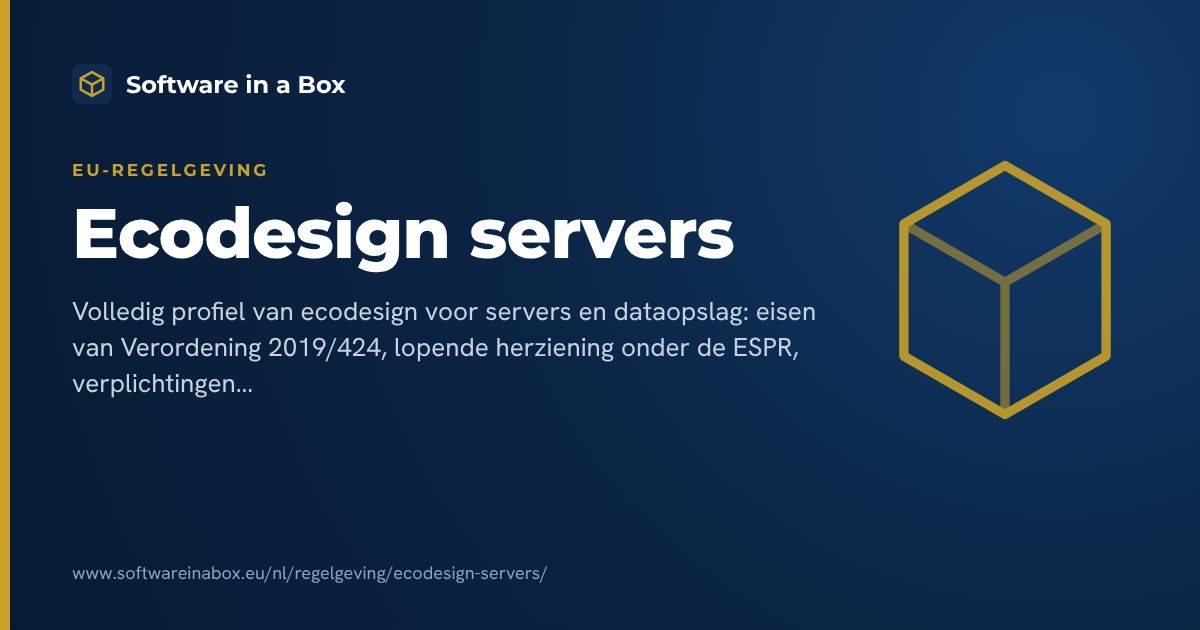 Software in a Box
EU-REGELGEVING
Ecodesign servers
Volledig profiel van ecodesign voor servers en dataopslag: eisen
van Verordening 2019/424, lopende herziening onder de ESPR,
verplichtingen...
www.softwareinabox.eu/nl/regelgeving/ecodesign-servers/